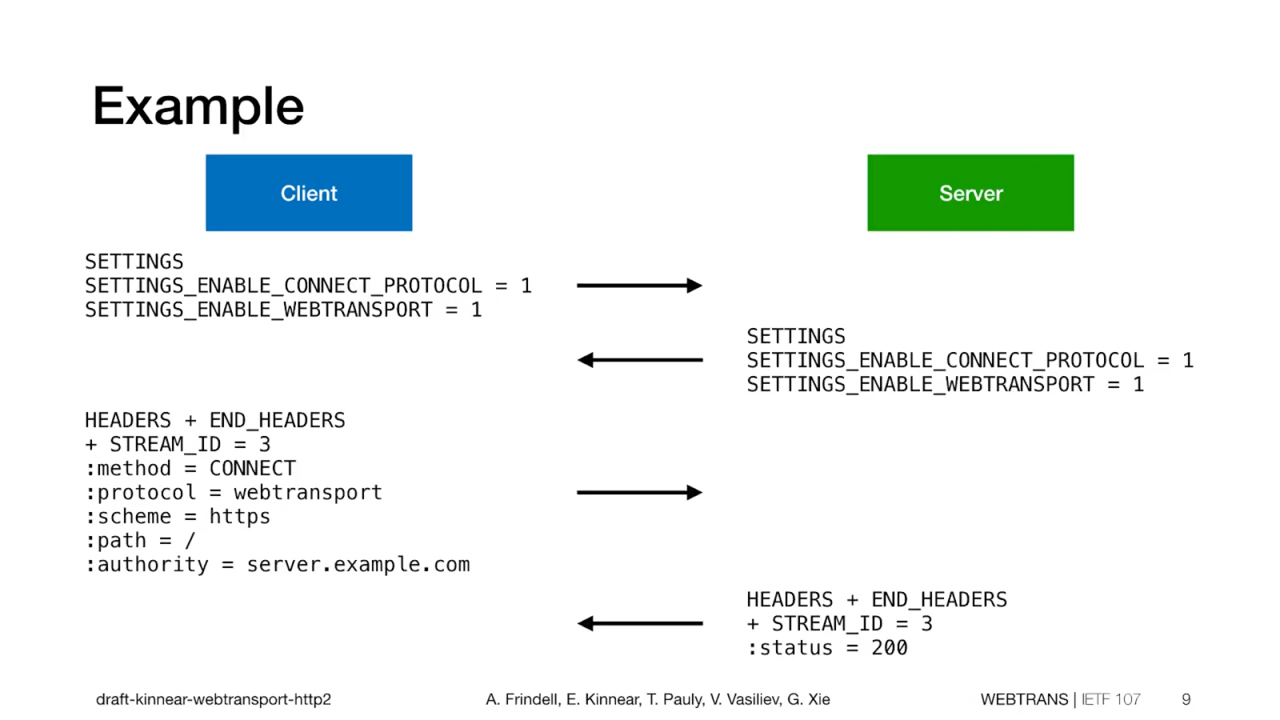 Example
Client
Server
SETTINGS
SETTINGS_ENABLE_CONNECT_PROTOCOL = 1
SETTINGS_ENABLE_WEBTRANSPORT = 1
SETTINGS
SETTINGS_ENABLE_CONNECT_PROTOCOL = 1
SETTINGS_ENABLE_WEBTRANSPORT = 1
HEADERS + END_HEADERS
+ STREAM_ID = 3
:method = CONNECT
:protocol = webtransport
:scheme = https
:path = /
:authority = server.example.com
HEADERS + END_HEADERS
+ STREAM_ID = 3
:status = 200
draft-kinnear-webtransport-http2
A. Frindell, E. Kinnear, T. Pauly, V. Vasiliev, G. Xie
WEBTRANS | IETF 107
9